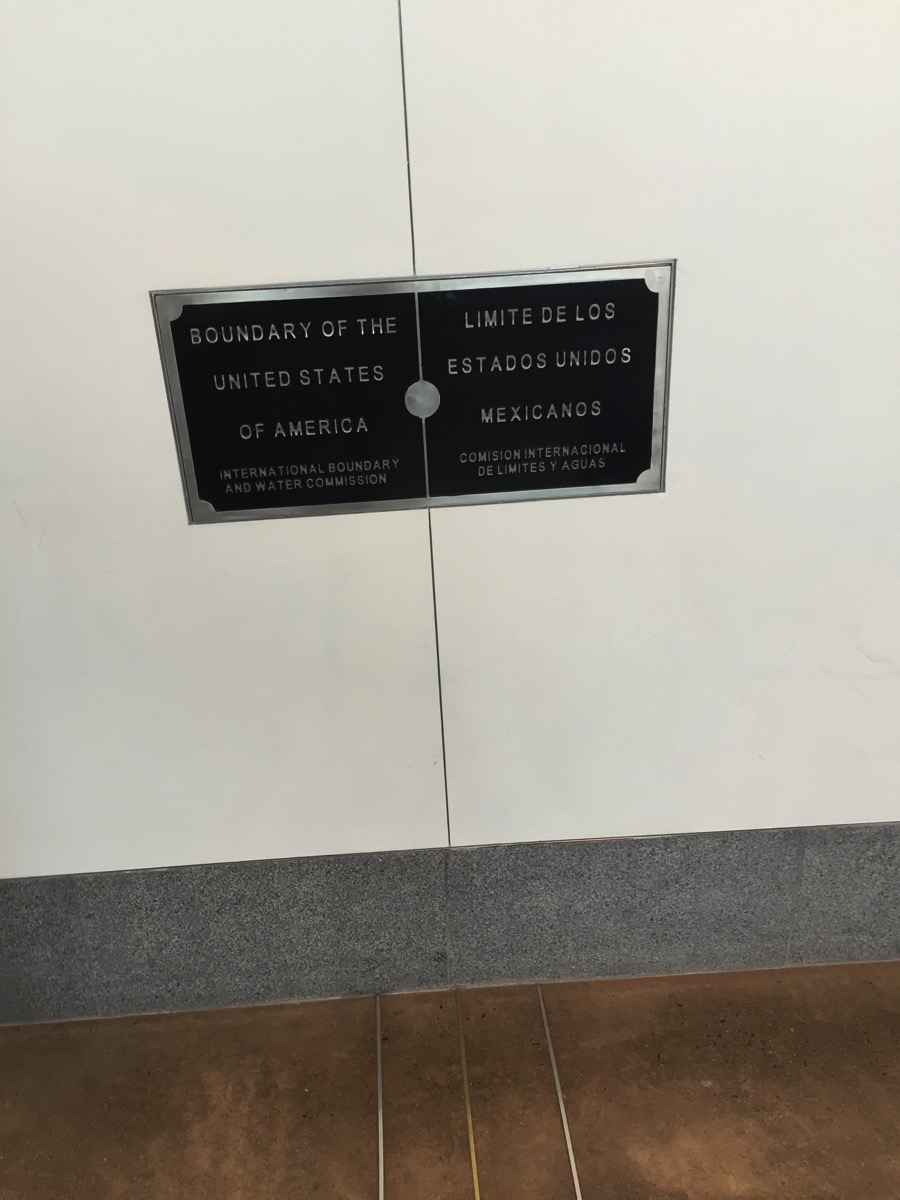 BOUNDARY OF THE
UNITED STATES
OF AMERICA
INTERNATIONAL BOUNDARY
AND WATER COMMISSION
LIMITE DE LOS
ESTADOS UNIDOS
MEXICANOS
COMISION INTERNACIONAL
DE LIMITES Y AGUAS